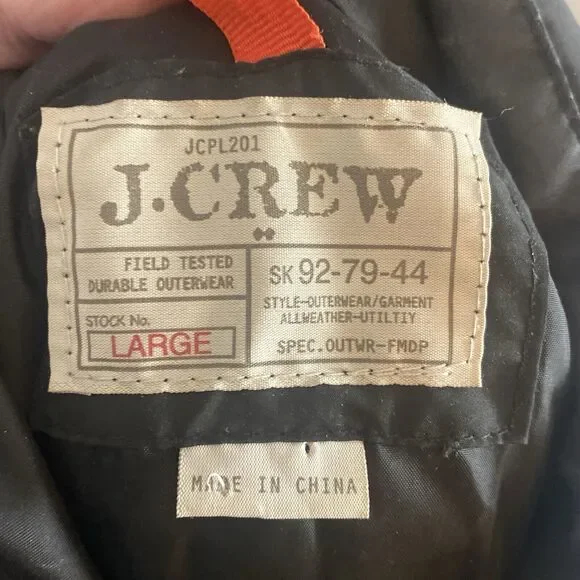 JCPL201
J.CREW
FIELD TESTED
DURABLE OUTERWEAR
STOCK No.
LARGE
SK 92-79-44
STYLE-OUTERWEAR/GARMENT
ALLWEATHER-UTILTIY
SPEC.OUTWR-FMDP
MADE IN CHINA